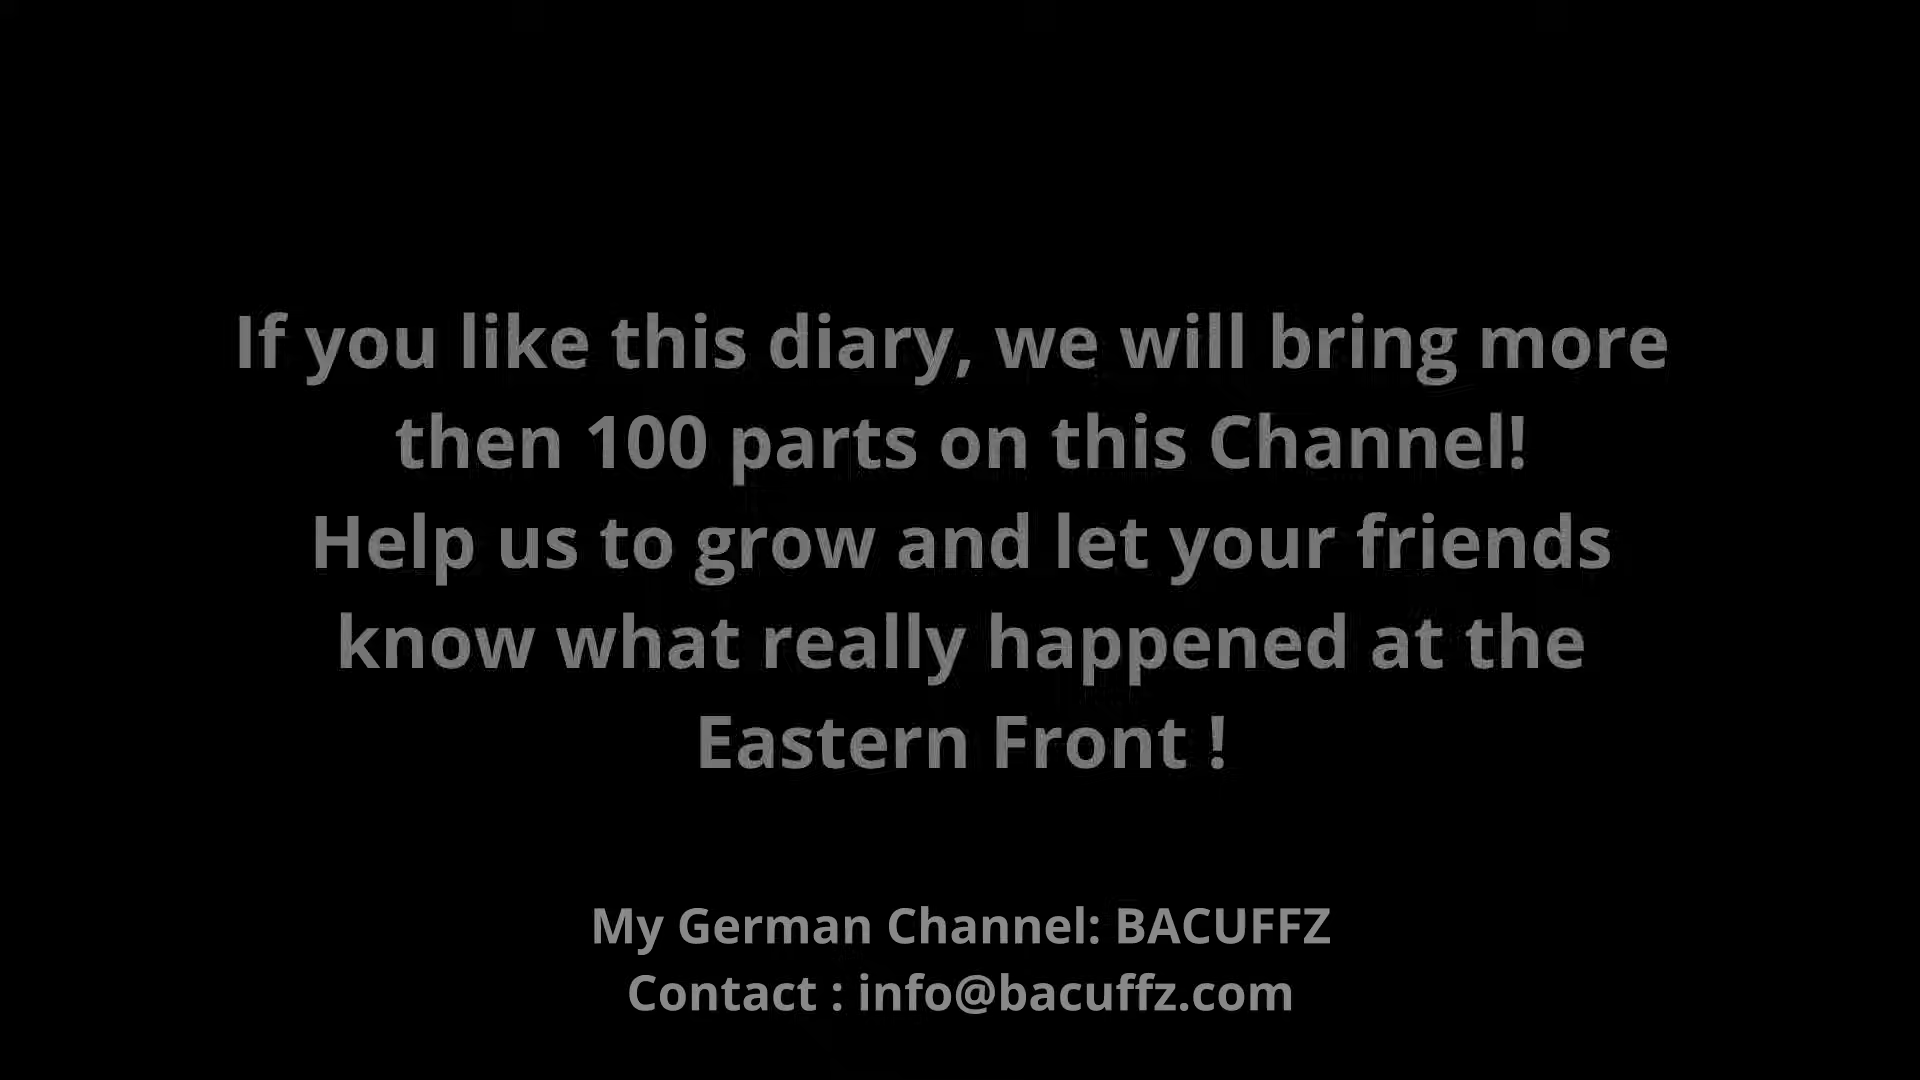 If you like this diary, we will bring more
then 100 parts on this Channel!
Help us to grow and let your friends
know what really happened at the
Eastern Front !
My German Channel: BACUFFZ
Contact : info@bacuffz.com